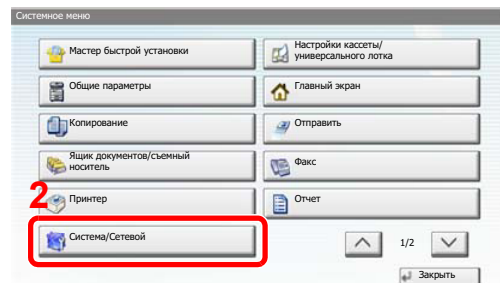 Системное меню
Мастер быстрой установки
Настройки кассеты/
универсального лотка
Общие параметры
Главный экран
Копирование
Отправить
Ящик документов/съемный
носитель
Факс
2
Принтер
Отчет
Система/Сетевой
1/2
Закрыть